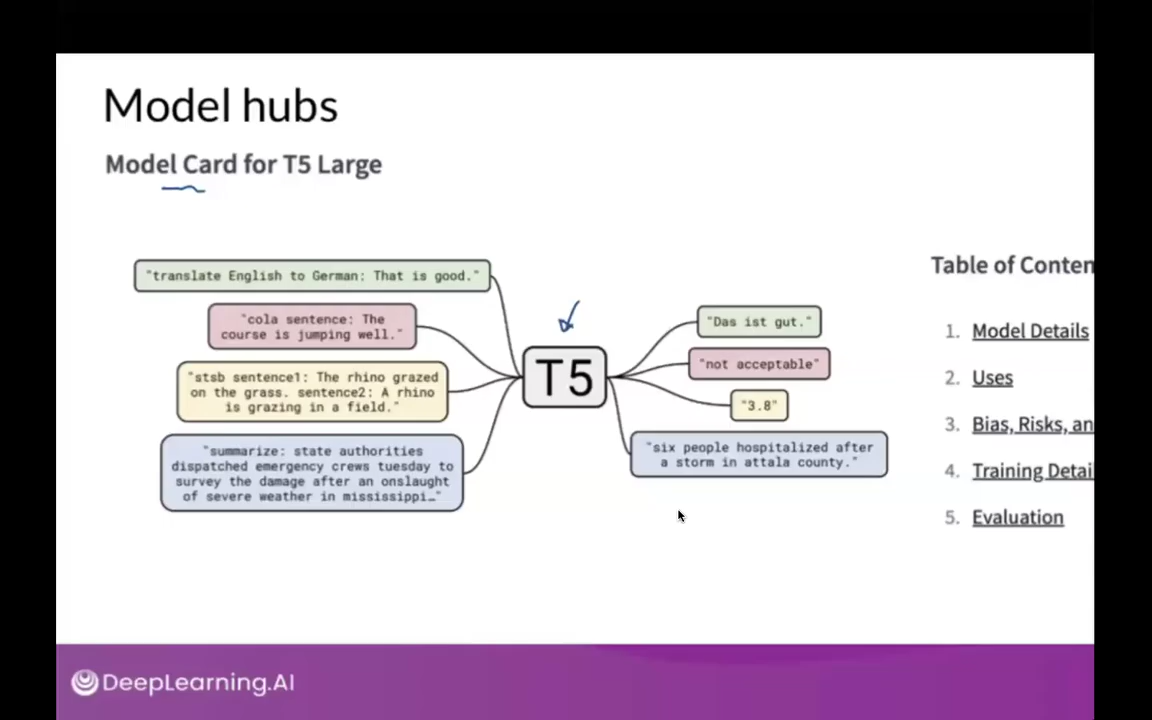 Model hubs
Model Card for T5 Large
"translate English to German: That is good."
"cola sentence: The
course is jumping well."
"stsb sentence1: The rhino grazed
on the grass. sentence2: A rhino
is grazing in a field."
"summarize: state authorities
dispatched emergency crews tuesday to
survey the damage after an onslaught
of severe weather in mississippi…"
T5
"Das ist gut."
"not acceptable"
"3.8"
"six people hospitalized after
a storm in attala county."
Table of Conten
1. Model Details
2. Uses
3. Bias, Risks, an
4. Training Detai
5. Evaluation
DeepLearning.AI